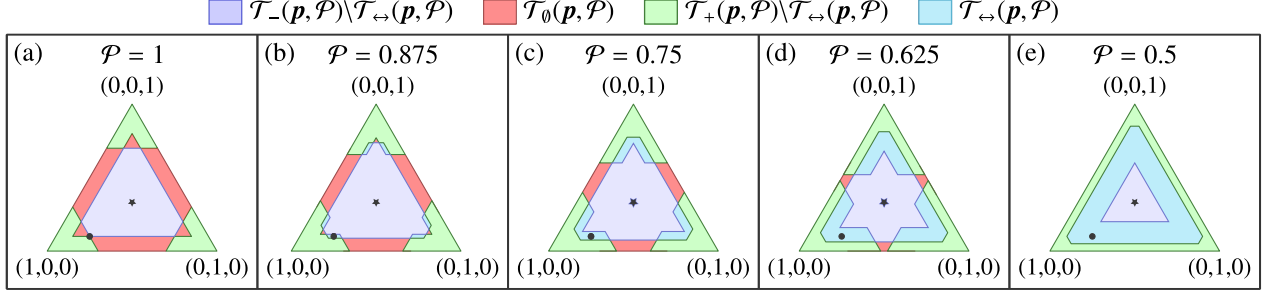 𝒯₋(𝒑, 𝒫)\𝒯↔(𝒑, 𝒫) 𝒯∅(𝒑, 𝒫) 𝒯₊(𝒑, 𝒫)\𝒯↔(𝒑, 𝒫) 𝒯↔(𝒑, 𝒫)
(a) 𝒫 = 1 (b) 𝒫 = 0.875 (c) 𝒫 = 0.75 (d) 𝒫 = 0.625 (e) 𝒫 = 0.5
(0,0,1) (0,0,1) (0,0,1) (0,0,1) (0,0,1)
(1,0,0) (0,1,0) (1,0,0) (0,1,0) (1,0,0) (0,1,0) (1,0,0) (0,1,0) (1,0,0) (0,1,0)